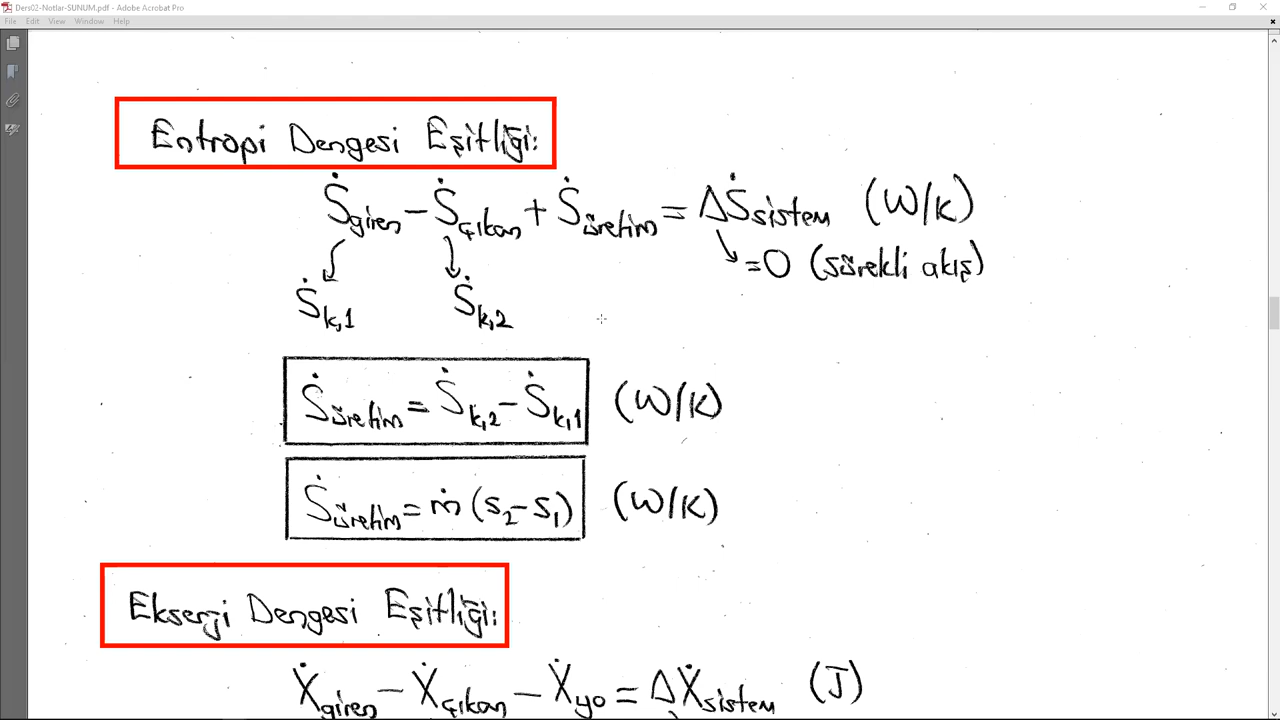 Ders02-Notlar-SUNUM.pdf - Adobe Acrobat Pro
File Edit View Window Help
Entropi Dengesi Eşitliği:
Ṡgiren − Ṡçıkan + Ṡüretim = ΔṠsistem (W/K)
=0 (sürekli akış)
Ṡk,1 Ṡk,2
Ṡüretim = Ṡk,2 − Ṡk,1 (W/K)
Ṡüretim = ṁ (s2 − s1) (W/K)
Ekserji Dengesi Eşitliği:
Ẋgiren − Ẋçıkan − Ẋyo = ΔẊsistem (J)